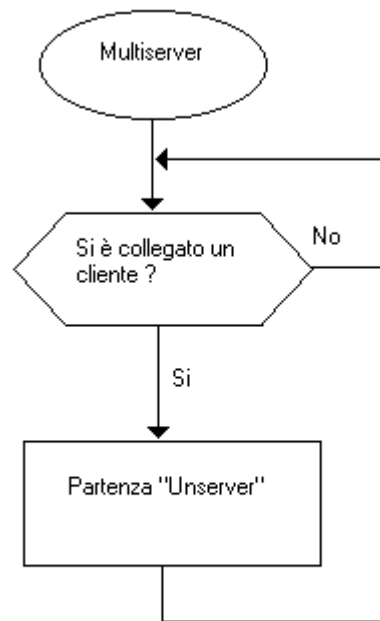 Multiserver
Si è collegato un
cliente ?
No
Si
Partenza "Unserver"